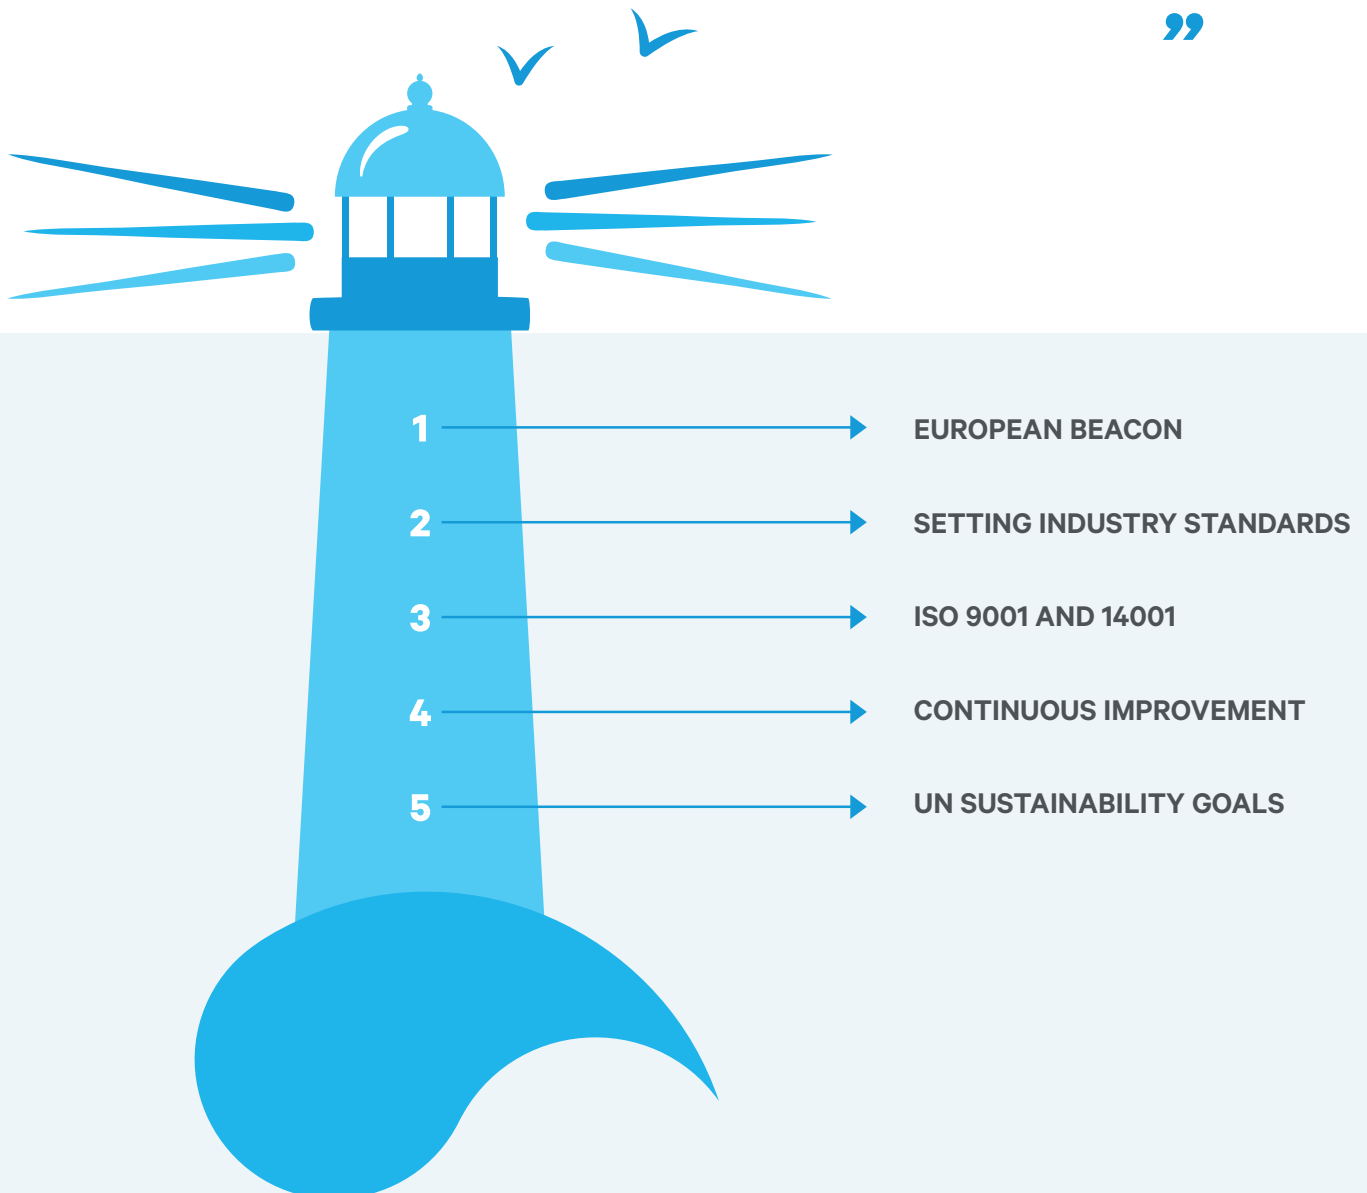 ”
1 EUROPEAN BEACON
2 SETTING INDUSTRY STANDARDS
3 ISO 9001 AND 14001
4 CONTINUOUS IMPROVEMENT
5 UN SUSTAINABILITY GOALS